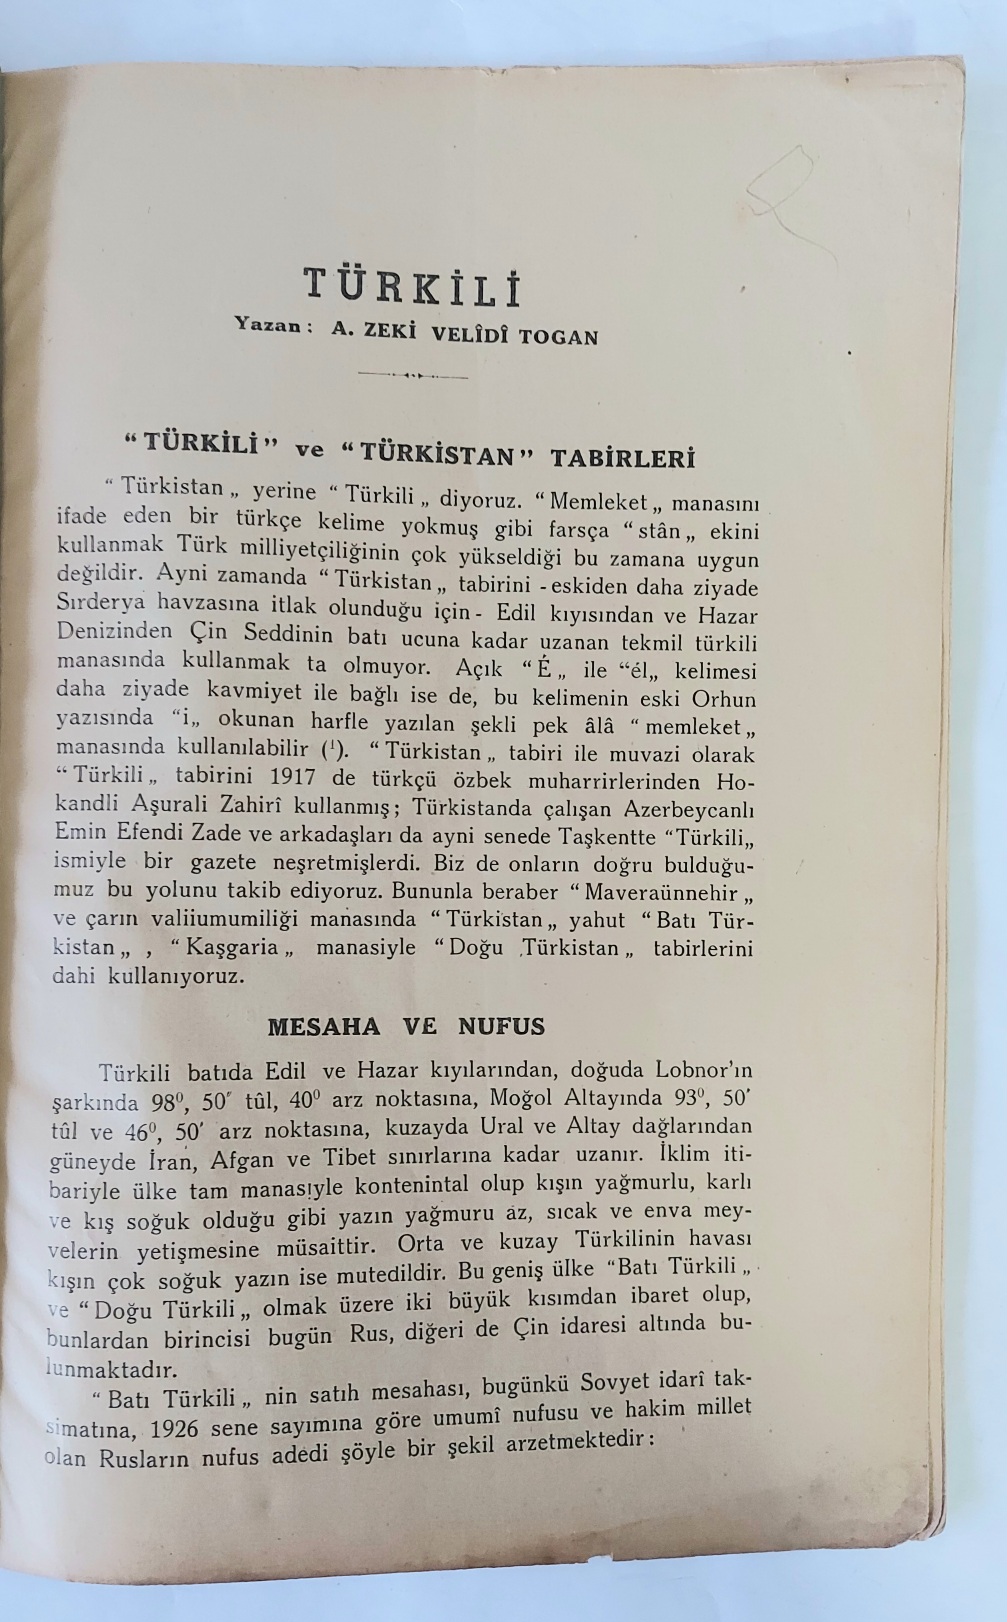 TÜRKİLİ
Yazan: A. ZEKİ VELÎDÎ TOGAN
“TÜRKİLİ” ve “TÜRKİSTAN” TABİRLERİ
“Türkistan„ yerine “Türkili„ diyoruz. “Memleket„ manasını
ifade eden bir türkçe kelime yokmuş gibi farsça “stân„ ekini
kullanmak Türk milliyetçiliğinin çok yükseldiği bu zamana uygun
değildir. Ayni zamanda “Türkistan„ tabirini - eskiden daha ziyade
Sırderya havzasına itlak olunduğu için - Edil kıyısından ve Hazar
Denizinden Çin Seddinin batı ucuna kadar uzanan tekmil türkili
manasında kullanmak ta olmuyor. Açık “É„ ile “él„ kelimesi
daha ziyade kavmiyet ile bağlı ise de, bu kelimenin eski Orhun
yazısında “i„ okunan harfle yazılan şekli pek âlâ “memleket„
manasında kullanılabilir (¹). “Türkistan„ tabiri ile muvazi olarak
“Türkili„ tabirini 1917 de türkçü özbek muharrirlerinden Ho-
kandli Aşurali Zahirî kullanmış; Türkistanda çalışan Azerbeycanlı
Emin Efendi Zade ve arkadaşları da ayni senede Taşkentte “Türkili„
ismiyle bir gazete neşretmişlerdi. Biz de onların doğru bulduğu-
muz bu yolunu takib ediyoruz. Bununla beraber “Maveraünnehir„
ve çarın valiiumumiliği manasında “Türkistan„ yahut “Batı Tür-
kistan„ , “Kaşgaria„ manasiyle “Doğu Türkistan„ tabirlerini
dahi kullanıyoruz.
MESAHA VE NUFUS
Türkili batıda Edil ve Hazar kıyılarından, doğuda Lobnor’ın
şarkında 98⁰, 50′ tûl, 40⁰ arz noktasına, Moğol Altayında 93⁰, 50′
tûl ve 46⁰, 50′ arz noktasına, kuzayda Ural ve Altay dağlarından
güneyde İran, Afgan ve Tibet sınırlarına kadar uzanır. İklim iti-
bariyle ülke tam manasiyle kontenintal olup kışın yağmurlu, karlı
ve kış soğuk olduğu gibi yazın yağmuru az, sıcak ve enva mey-
velerin yetişmesine müsaittir. Orta ve kuzay Türkilinin havası
kışın çok soğuk yazın ise mutedildir. Bu geniş ülke “Batı Türkili„
ve “Doğu Türkili„ olmak üzere iki büyük kısımdan ibaret olup,
bunlardan birincisi bugün Rus, diğeri de Çin idaresi altında bu-
lunmaktadır.
“Batı Türkili„ nin satıh mesahası, bugünkü Sovyet idarî tak-
simatına, 1926 sene sayımına göre umumî nufusu ve hakim millet
olan Rusların nufus adedi şöyle bir şekil arzetmektedir: